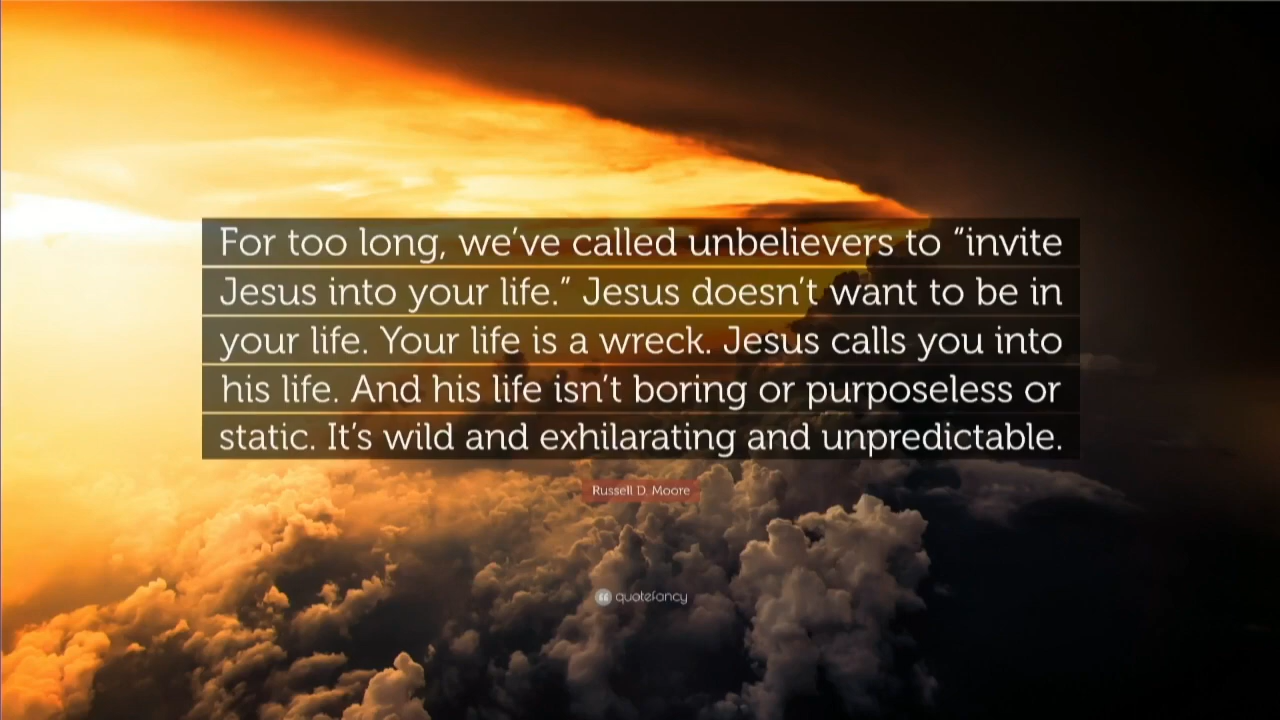 For too long, we’ve called unbelievers to “invite
Jesus into your life.” Jesus doesn’t want to be in
your life. Your life is a wreck. Jesus calls you into
his life. And his life isn’t boring or purposeless or
static. It’s wild and exhilarating and unpredictable.
Russell D. Moore
quotefancy